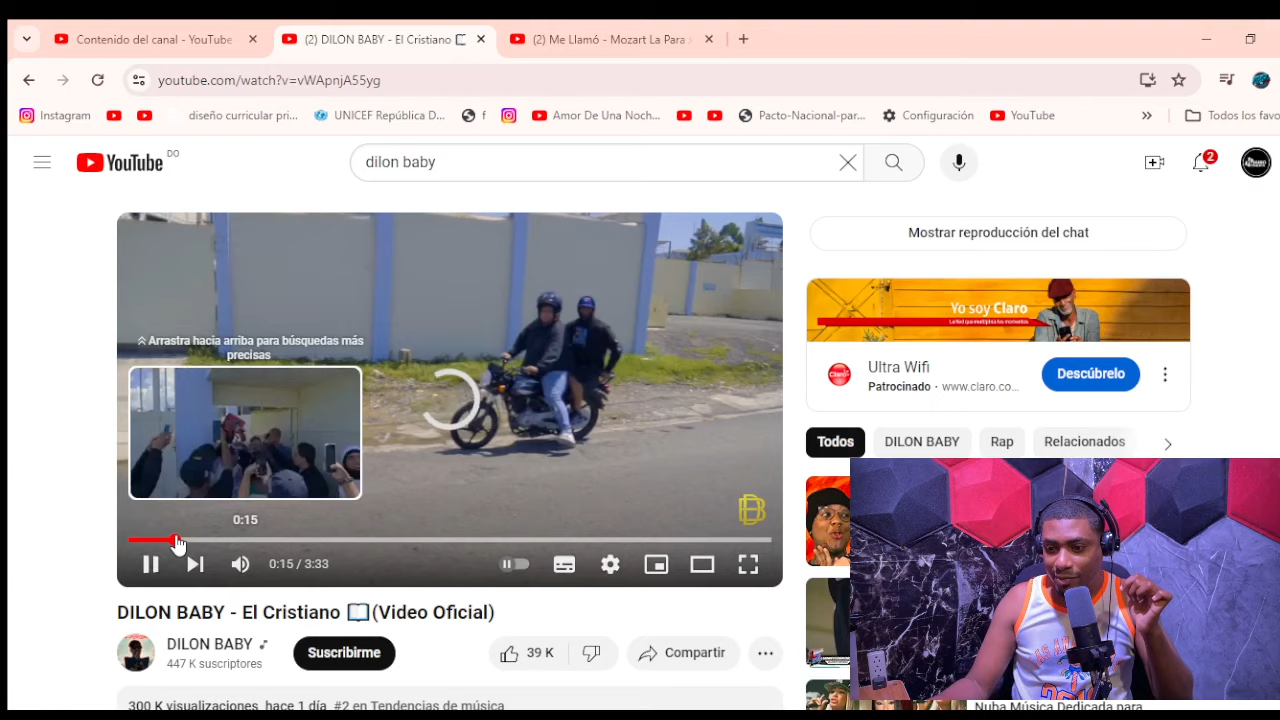 Contenido del canal - YouTube
(2) DILON BABY - El Cristiano
(2) Me Llamó - Mozart La Para
youtube.com/watch?v=vWApnjA55yg
Instagram
diseño curricular pri...
UNICEF República D...
f
Amor De Una Noch...
Pacto-Nacional-par...
Configuración
YouTube
Todos los favo
YouTube DO
dilon baby
2
Mostrar reproducción del chat
Yo soy Claro
Ultra Wifi
Patrocinado · www.claro.co...
Descúbrelo
Arrastra hacia arriba para búsquedas más
precisas
0:15
0:15 / 3:33
Todos
DILON BABY
Rap
Relacionados
DILON BABY - El Cristiano 📖(Video Oficial)
DILON BABY
447 K suscriptores
Suscribirme
39 K
Compartir
300 K visualizaciones hace 1 día #2 en Tendencias de música
Nuba Música Dedicada para